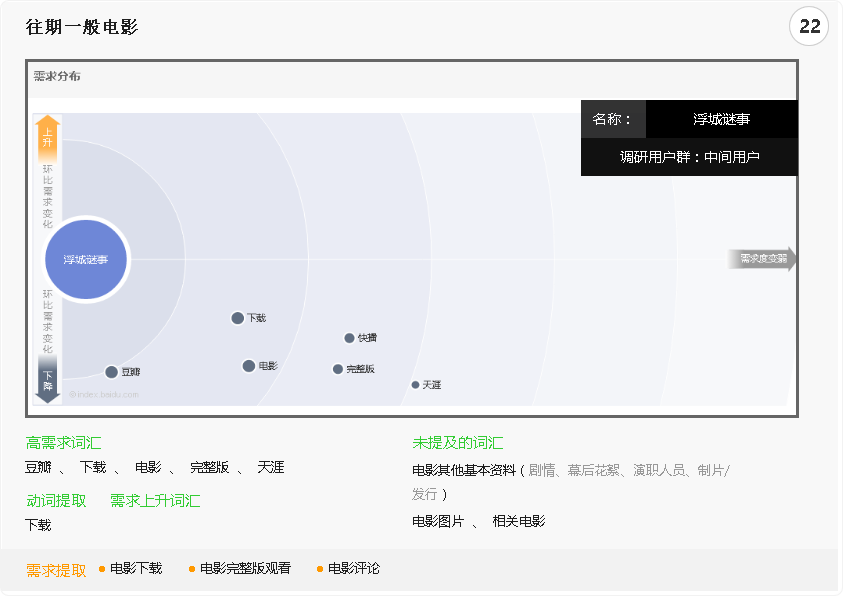 往期一般电影
22
需求分布
名称：
浮城谜事
调研用户群：中间用户
上升
环比需求变化
浮城谜事
需求度变弱
环比需求变化
下降
下载
快搜
豆瓣
电影
完整版
天涯
©index.baidu.com
高需求词汇
豆瓣 、 下载 、 电影 、 完整版 、 天涯
动词提取 需求上升词汇
下载
未提及的词汇
电影其他基本资料（剧情、幕后花絮、演职人员、制片/
发行）
电影图片 、 相关电影
需求提取 电影下载 电影完整版观看 电影评论